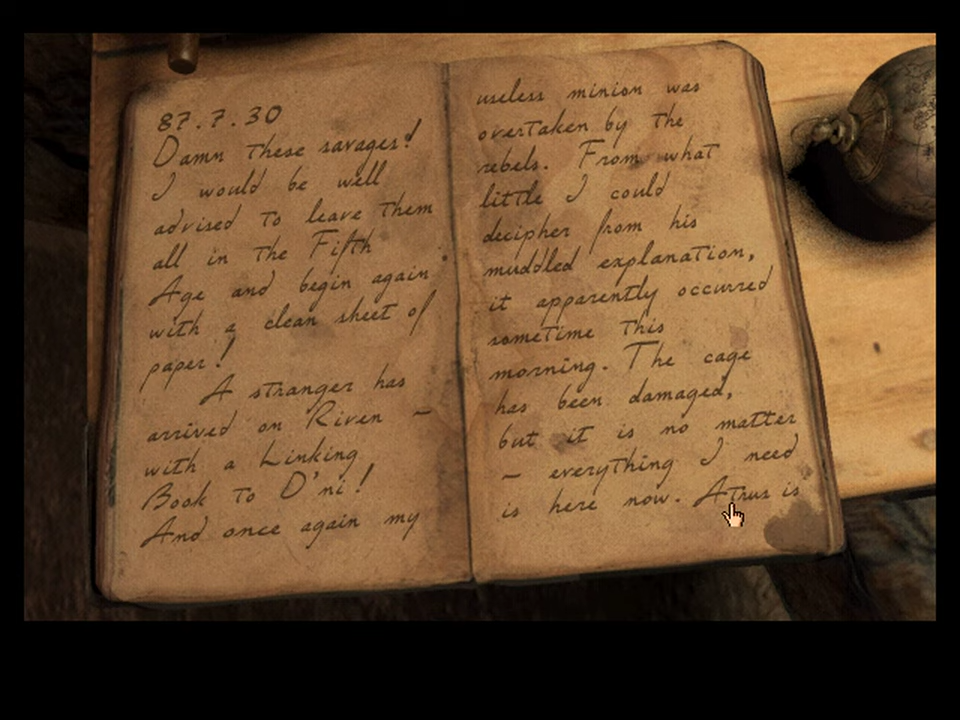 87.7.30
Damn these savages!
I would be well
advised to leave them
all in the Fifth
Age and begin again
with a clean sheet of
paper!
A stranger has
arrived on Riven –
with a Linking
Book to D'ni!
And once again my
useless minion was
overtaken by the
rebels. From what
little I could
decipher from his
muddled explanation,
it apparently occurred
sometime this
morning. The cage
has been damaged,
but it is no matter
– everything I need
is here now. Atrus is